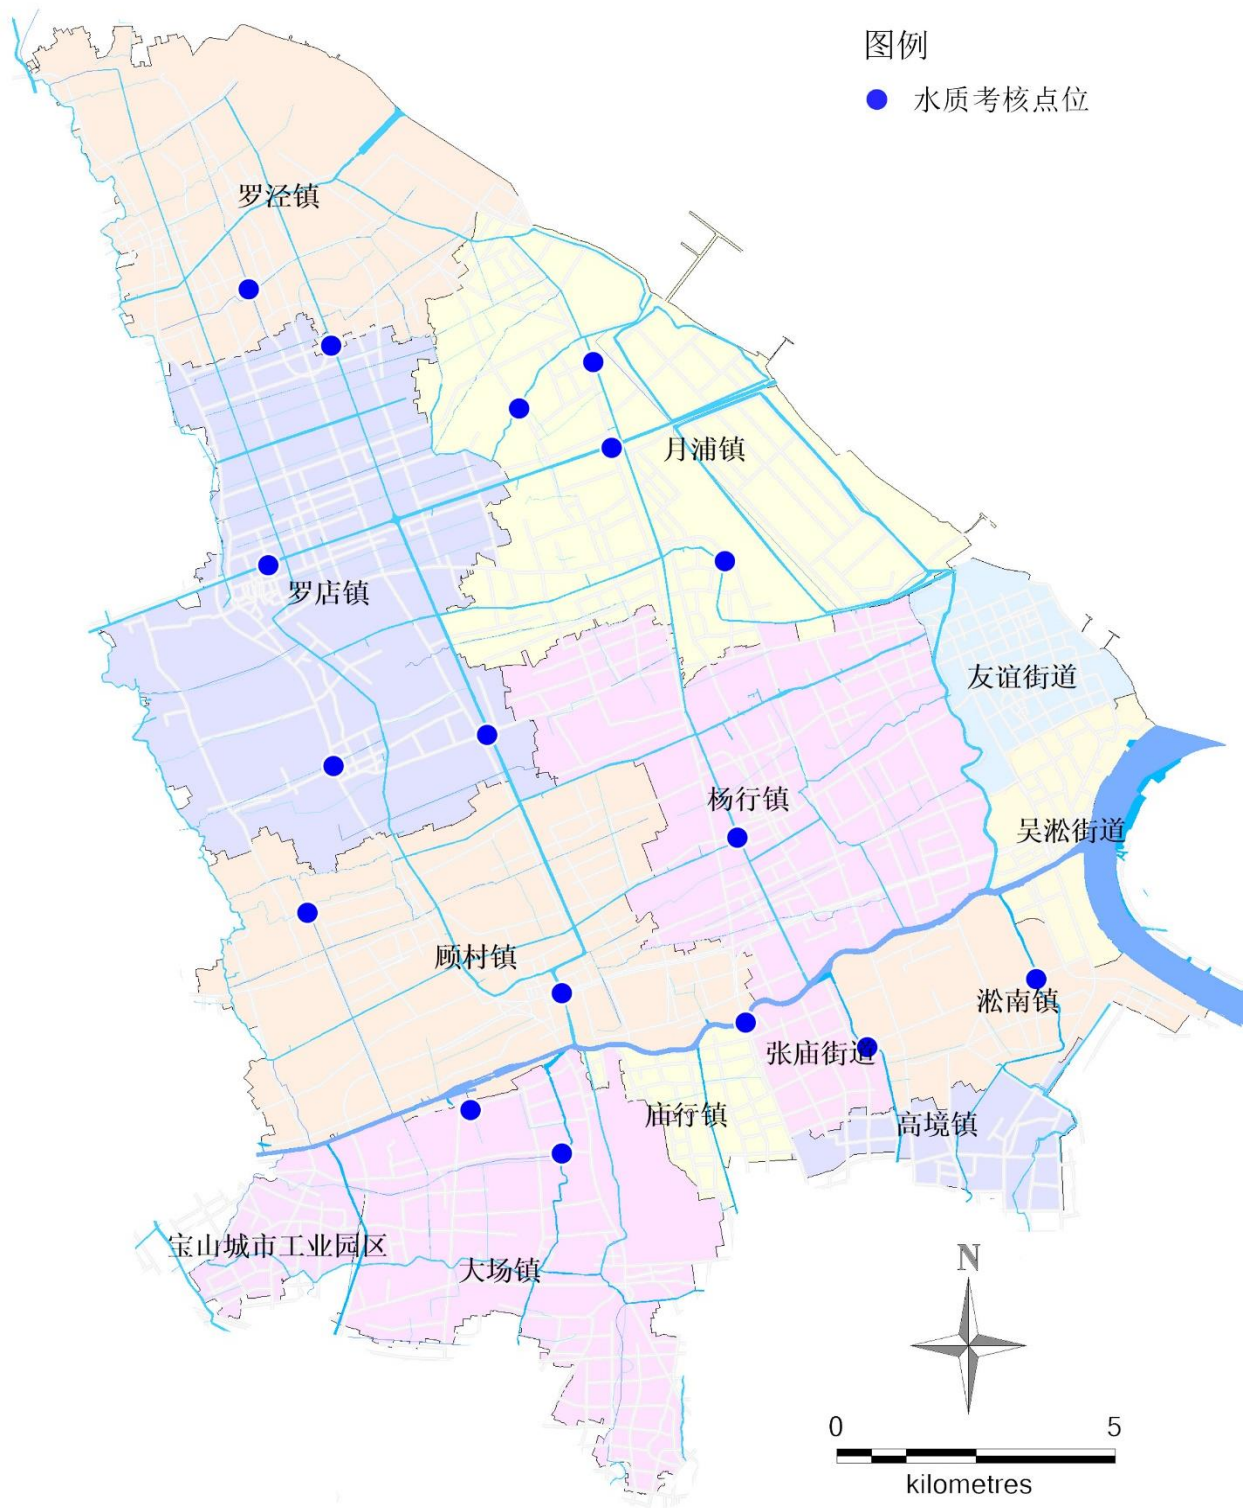 图例
水质考核点位
罗泾镇
月浦镇
罗店镇
友谊街道
杨行镇
吴淞街道
顾村镇
淞南镇
张庙街道
庙行镇
高境镇
宝山城市工业园区
大场镇
N
0 5
kilometres